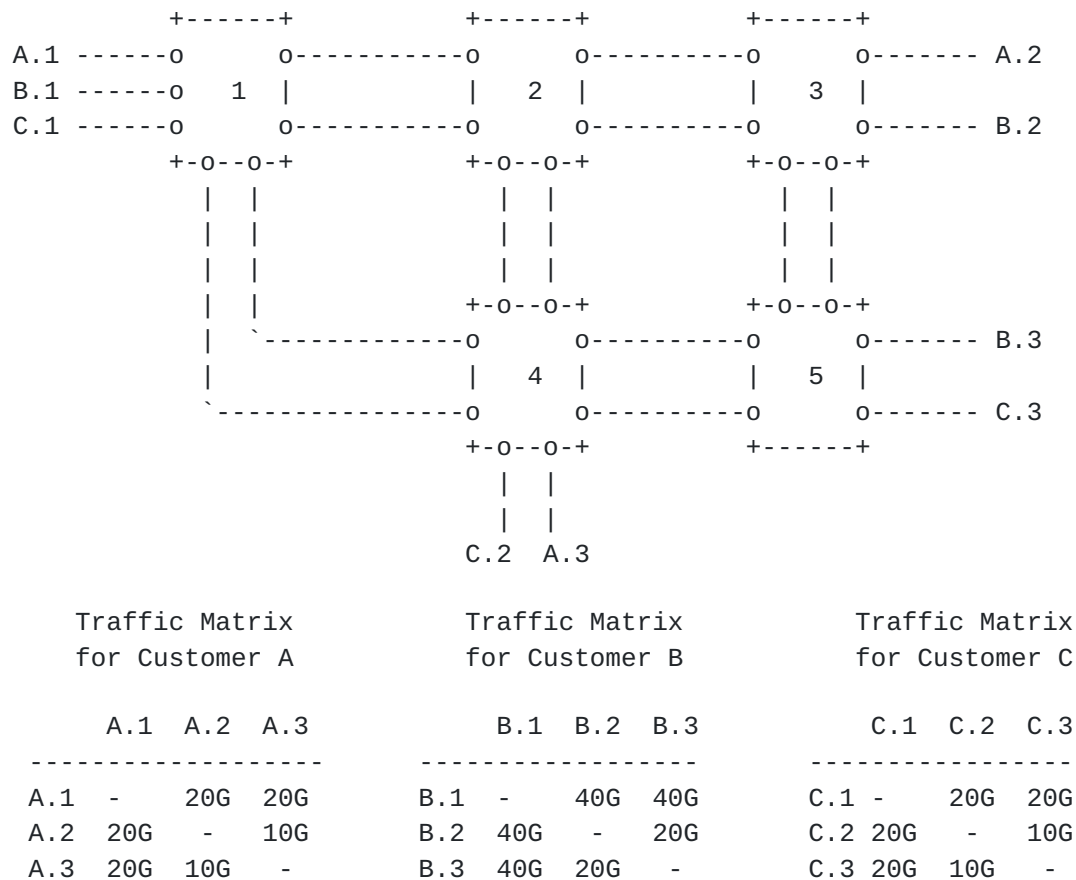 +------+           +------+           +------+
A.1 ------o      o-----------o      o----------o      o------- A.2
B.1 ------o   1  |           |   2  |          |   3  |
C.1 ------o      o-----------o      o----------o      o------- B.2
          +-o--o-+           +-o--o-+          +-o--o-+
            |  |               |  |              |  |
            |  |               |  |              |  |
            |  |               |  |              |  |
            |  |             +-o--o-+          +-o--o-+
            |  `-------------o      o----------o      o------- B.3
            |                |   4  |          |   5  |
            `----------------o      o----------o      o------- C.3
                             +-o--o-+          +------+
                               |  |
                               |  |
                             C.2  A.3
    Traffic Matrix           Traffic Matrix           Traffic Matrix
    for Customer A           for Customer B           for Customer C
      A.1  A.2  A.3            B.1  B.2  B.3            C.1  C.2  C.3
 -------------------      ------------------       -----------------
 A.1  -    20G  20G       B.1  -    40G  40G       C.1 -    20G  20G
 A.2  20G   -   10G       B.2  40G   -   20G       C.2 20G   -   10G
 A.3  20G  10G   -        B.3  40G  20G   -        C.3 20G  10G   -